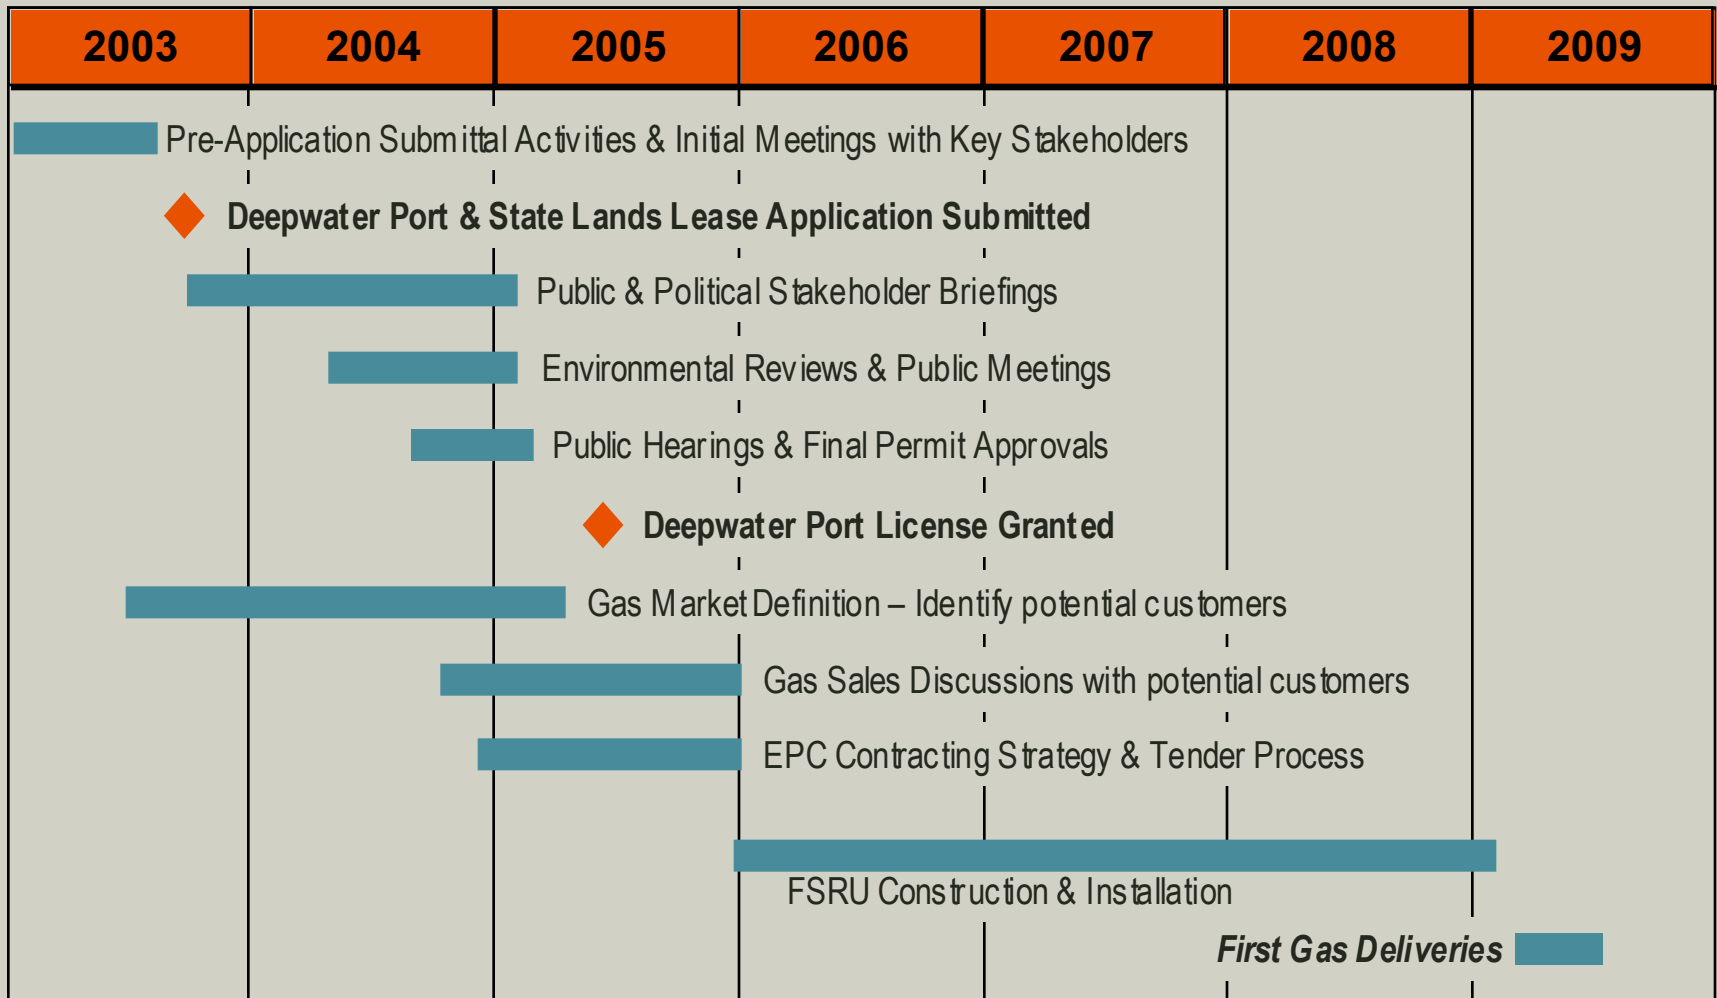 2003 2004 2005 2006 2007 2008 2009
Pre-Application Submittal Activities & Initial Meetings with Key Stakeholders
Deepwater Port & State Lands Lease Application Submitted
Public & Political Stakeholder Briefings
Environmental Reviews & Public Meetings
Public Hearings & Final Permit Approvals
Deepwater Port License Granted
Gas Market Definition – Identify potential customers
Gas Sales Discussions with potential customers
EPC Contracting Strategy & Tender Process
FSRU Construction & Installation
First Gas Deliveries